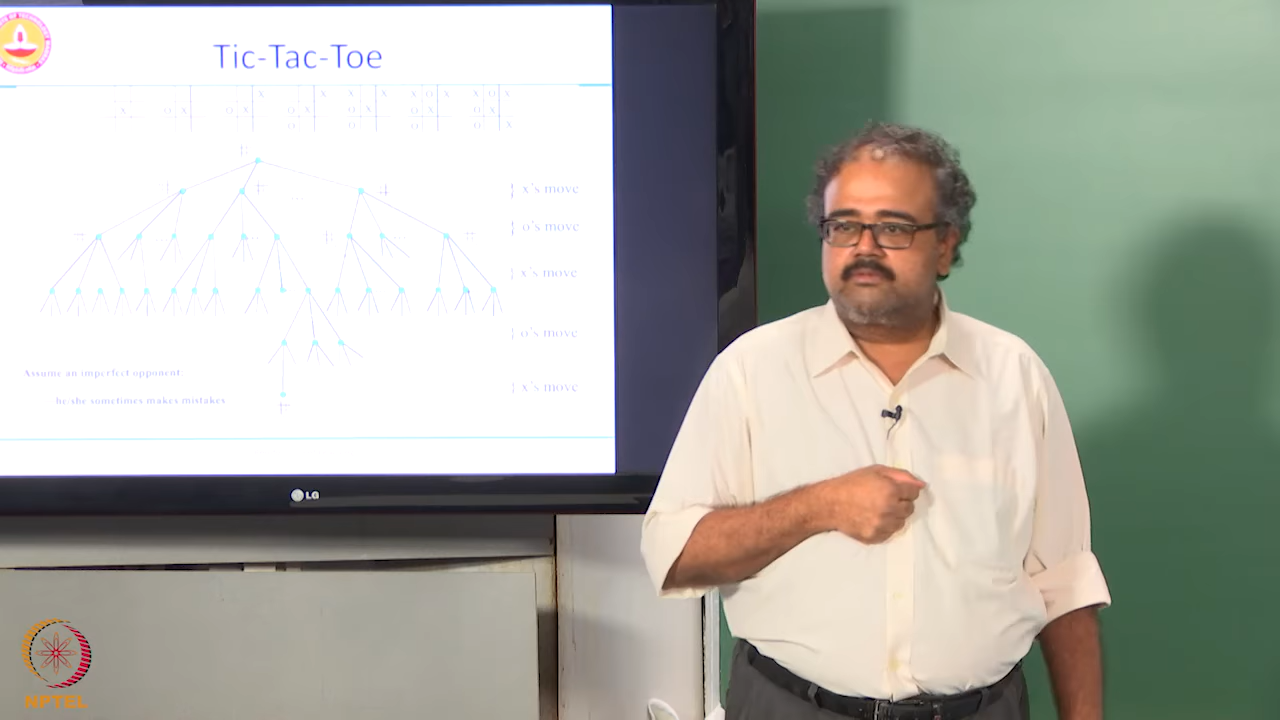 Tic-Tac-Toe
} x's move
} o's move
} x's move
} o's move
} x's move
Assume an imperfect opponent:
he/she sometimes makes mistakes
LG
NPTEL